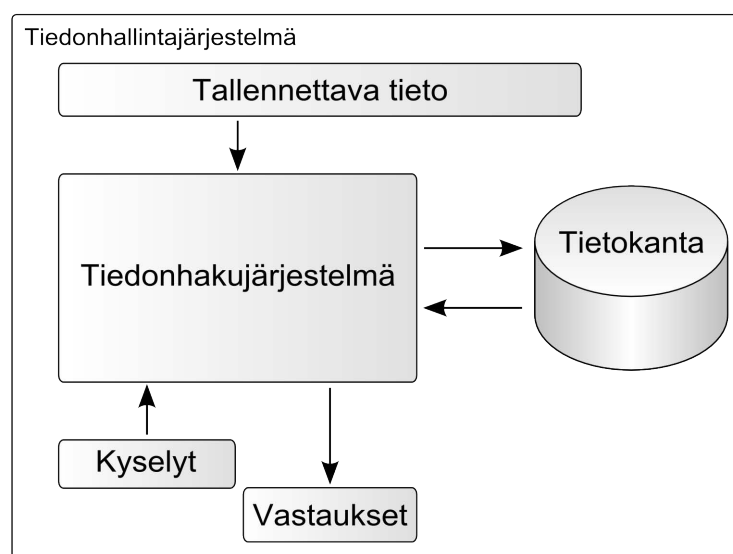 Tiedonhallintajärjestelmä
Tallennettava tieto
Tiedonhakujärjestelmä
Tietokanta
Kyselyt
Vastaukset